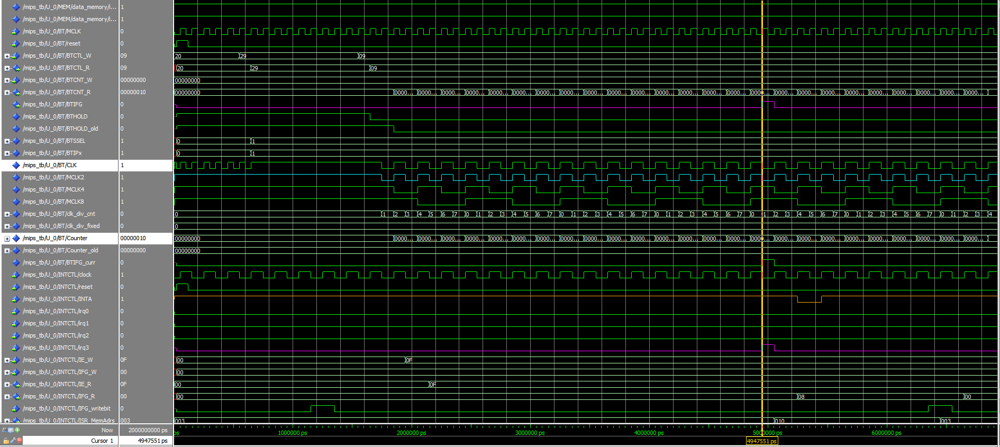 /mips_tb/U_0/MEM/data_memory/i... 1
/mips_tb/U_0/MEM/data_memory/i... 1
/mips_tb/U_0/BT/MCLK 0
/mips_tb/U_0/BT/reset 0
/mips_tb/U_0/BT/BTCTL_W 09 20 29 09
/mips_tb/U_0/BT/BTCTL_R 09 20 29 09
/mips_tb/U_0/BT/BTCNT_W 00000000 00000000
/mips_tb/U_0/BT/BTCNT_R 00000010 00000000 0000... 0000... 0000... 0000... 0000... 0000... 0000... 0000... 0000... 0000... 0000... 0000... 0000... 0000... 0000... 0000... 0000... 0000... 0000... 0000... 0000... 0000... 0000... 0000... 0000...
/mips_tb/U_0/BT/BTIFG 0
/mips_tb/U_0/BT/BTHOLD 0
/mips_tb/U_0/BT/BTHOLD_old 0
/mips_tb/U_0/BT/BTSSEL 1 0 1
/mips_tb/U_0/BT/BTIPx 1 0 1
/mips_tb/U_0/BT/CLK 1
/mips_tb/U_0/BT/MCLK2 1
/mips_tb/U_0/BT/MCLK4 1
/mips_tb/U_0/BT/MCLK8 1
/mips_tb/U_0/BT/clk_div_cnt 0 0 1 2 3 4 5 6 7 0 1 2 3 4 5 6 7 0 1 2 3 4 5 6 7 0 1 2 3 4 5 6 7 0 1 2 3 4 5 6 7 0 1 2 3 4 5 6 7 0 1 2 3 4
/mips_tb/U_0/BT/clk_div_fixed 0 0
/mips_tb/U_0/BT/Counter 00000010 00000000 0000... 0000... 0000... 0000... 0000... 0000... 0000... 0000... 0000... 0000... 0000... 0000... 0000... 0000... 0000... 0000... 0000... 0000... 0000... 0000... 0000... 0000... 0000... 0000... 0000...
/mips_tb/U_0/BT/Counter_old 00000000 00000000
/mips_tb/U_0/BT/BTIFG_curr 0
/mips_tb/U_0/INTCTL/clock 1
/mips_tb/U_0/INTCTL/reset 0
/mips_tb/U_0/INTCTL/INTA 1
/mips_tb/U_0/INTCTL/irq0 0
/mips_tb/U_0/INTCTL/irq1 0
/mips_tb/U_0/INTCTL/irq2 0
/mips_tb/U_0/INTCTL/irq3 0
/mips_tb/U_0/INTCTL/IE_W 0F 00 0F
/mips_tb/U_0/INTCTL/IFG_W 00 00
/mips_tb/U_0/INTCTL/IE_R 0F 00 0F
/mips_tb/U_0/INTCTL/IFG_R 00 00 08 00
/mips_tb/U_0/INTCTL/IFG_writebit 0
/mips_tb/U_0/INTCTL/ISR_MemAdrs 003 003 010 003
Now 2000000000 ps ps 1000000 ps 2000000 ps 3000000 ps 4000000 ps 5000000 ps 6000000 ps
Cursor 1 4947551 ps 4947551 ps